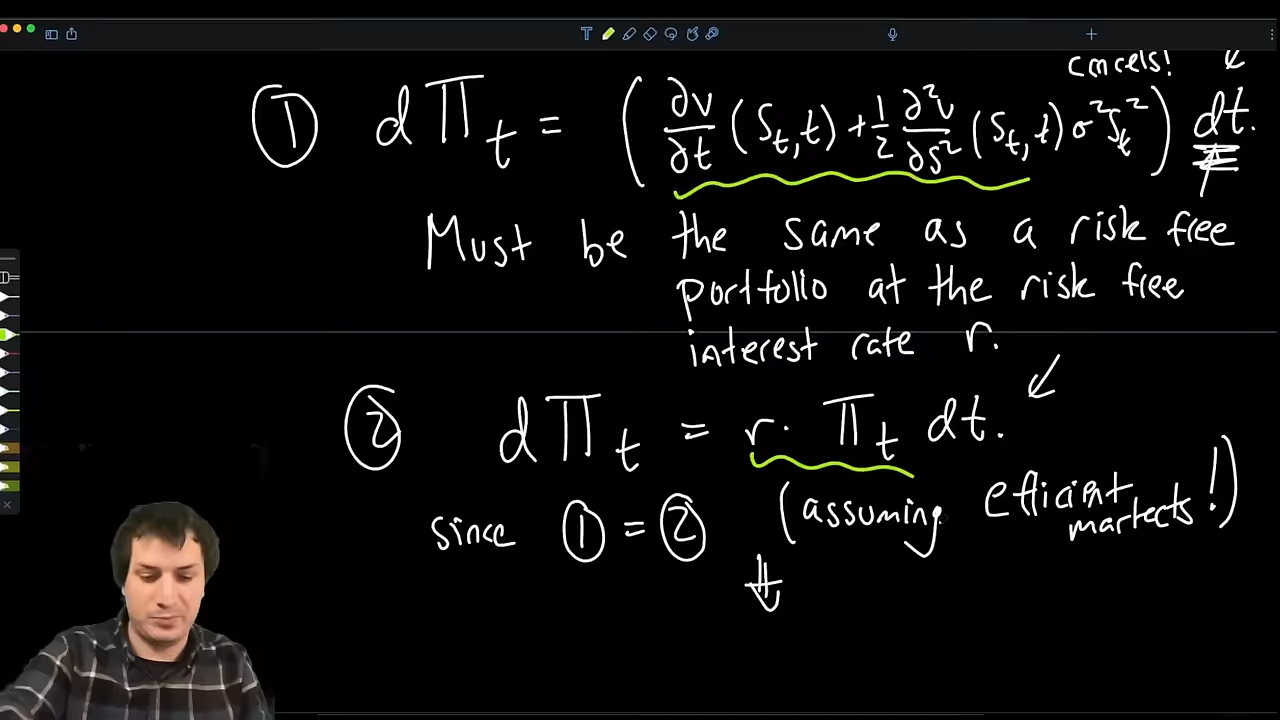 cancels! ↙
① dΠ_t = (∂v/∂t (S_t, t) + 1/2 ∂²v/∂s² (S_t, t) σ² S_t²) dt.
Must be the same as a risk free
portfolio at the risk free
interest rate r.
② dΠ_t = r · Π_t dt.
since ① = ② (assuming efficient
martects!)
⇓